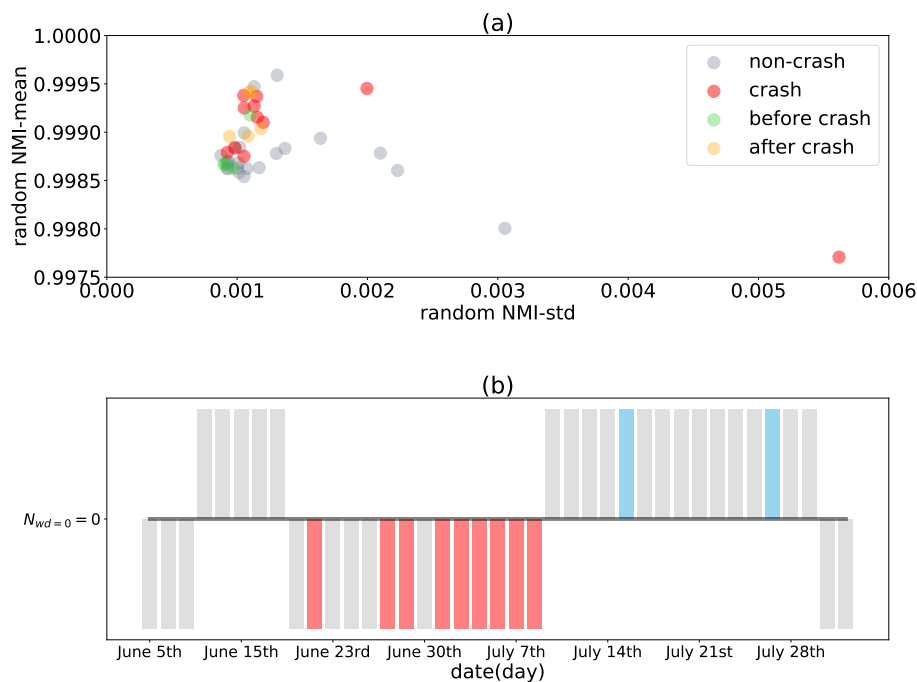 (a)
random NMI-mean
1.0000
0.9995
0.9990
0.9985
0.9980
0.9975
0.000 0.001 0.002 0.003 0.004 0.005 0.006
random NMI-std
non-crash
crash
before crash
after crash
(b)
N_{wd=0} = 0
June 5th June 15th June 23rd June 30th July 7th July 14th July 21st July 28th
date(day)